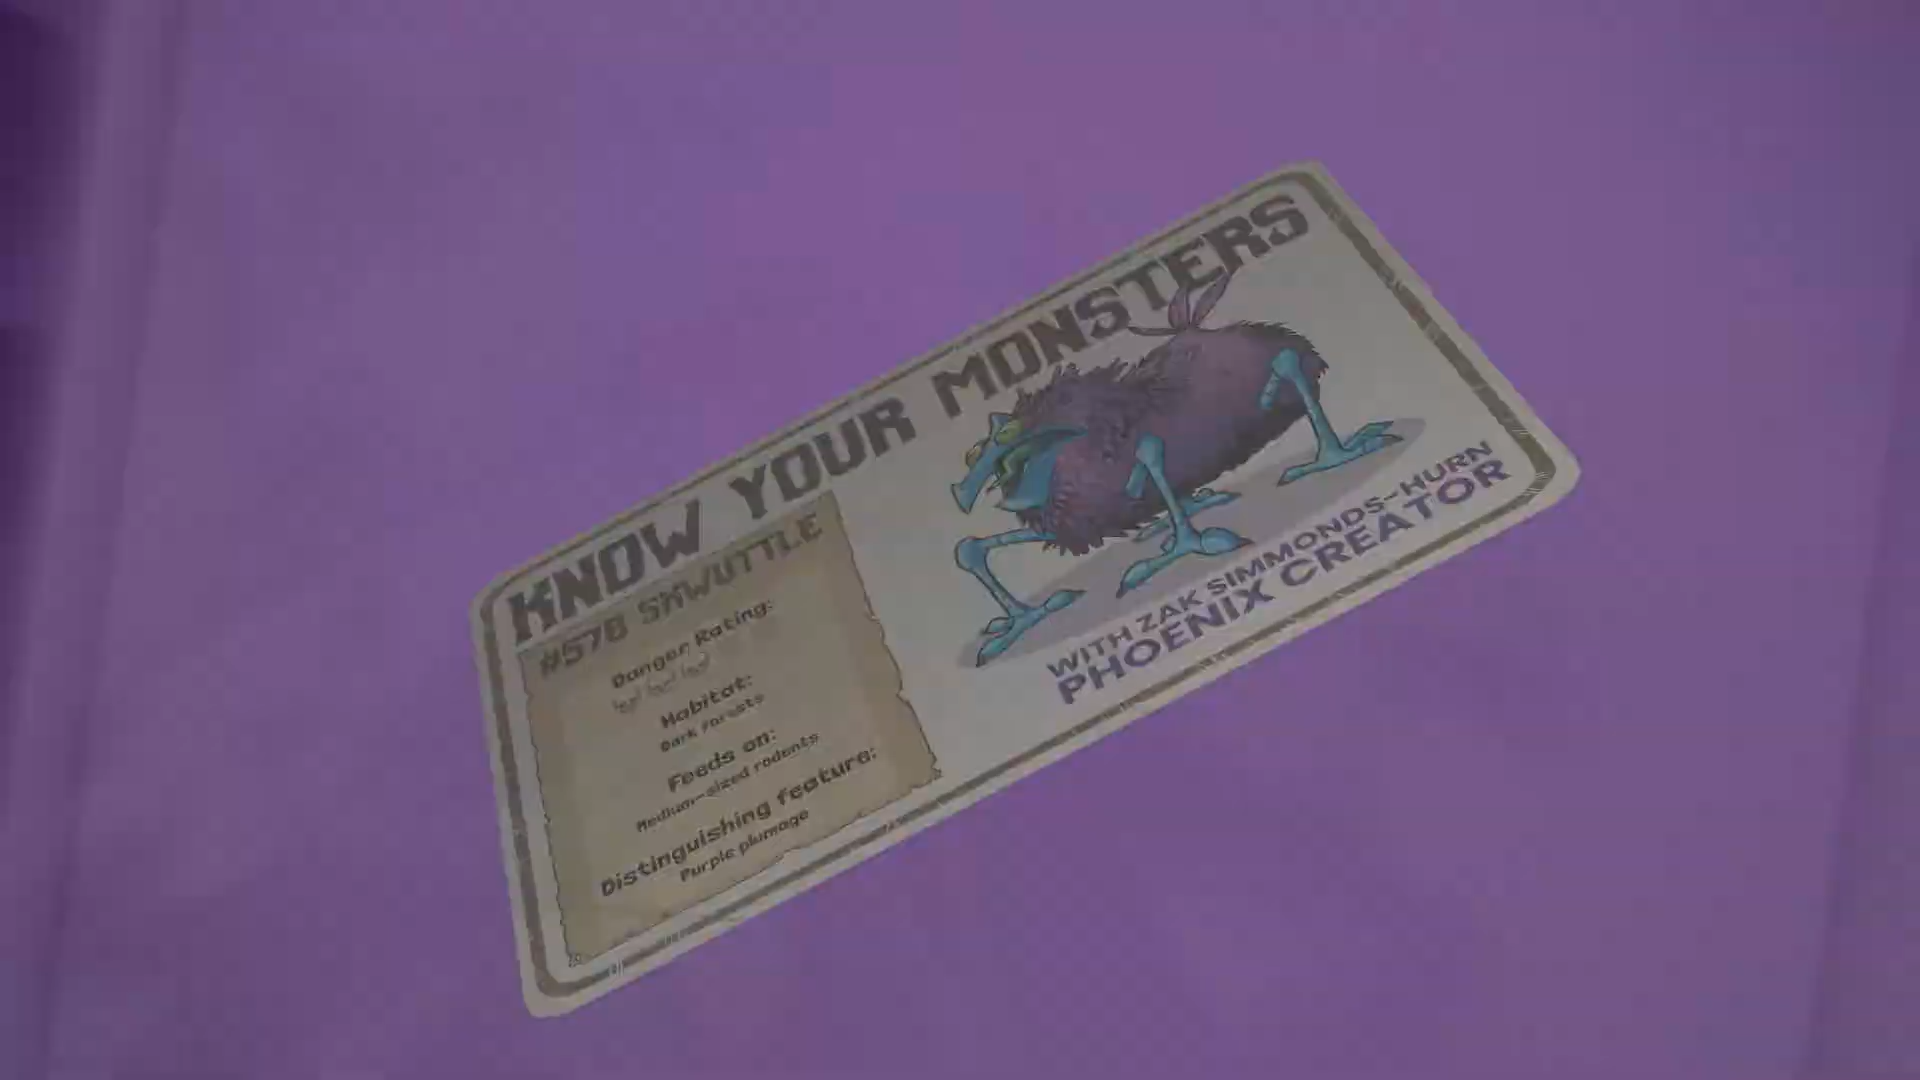 KNOW YOUR MONSTERS
#578 SKWUTTLE
Danger Rating:
Habitat:
Dark forests
Feeds on:
Medium-sized rodents
Distinguishing feature:
Purple plumage
WITH ZAK SIMMONDS-HURN
PHOENIX CREATOR